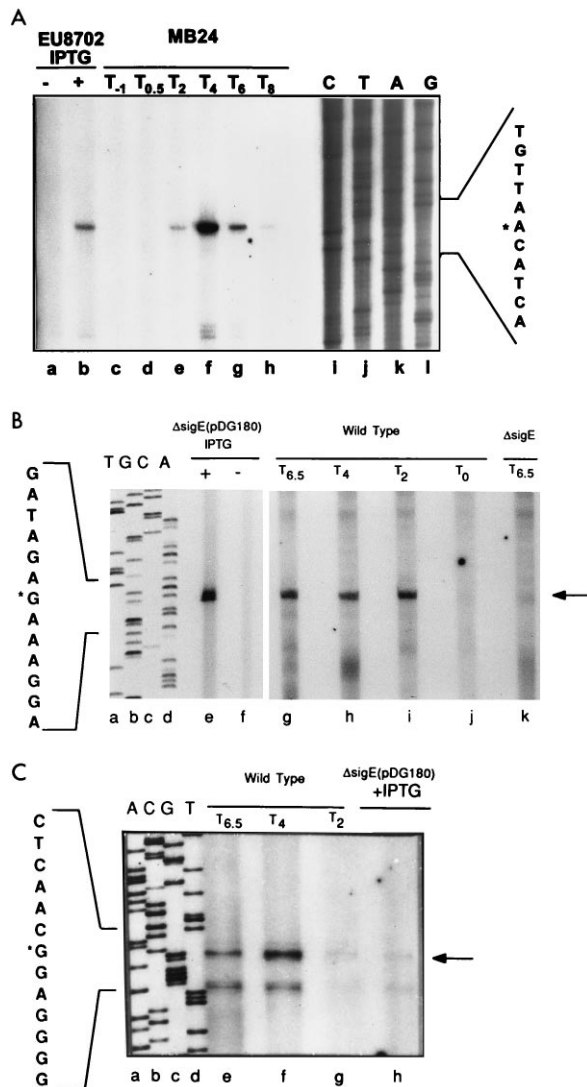 A
EU8702 MB24
IPTG
- + T-1 T0.5 T2 T4 T6 T8 C T A G
T
G
T
T
A
A
* C
A
T
C
A
a b c d e f g h i j k l
B
ΔsigE(pDG180) Wild Type ΔsigE
IPTG
T G C A + - T6.5 T4 T2 T0 T6.5
G
A
T
A
G
A
* G
A
A
A
G
G
A
a b c d e f g h i j k
C
Wild Type ΔsigE(pDG180)
+IPTG
A C G T T6.5 T4 T2
C
T
C
A
A
C
* G
G
A
G
G
G
G
a b c d e f g h